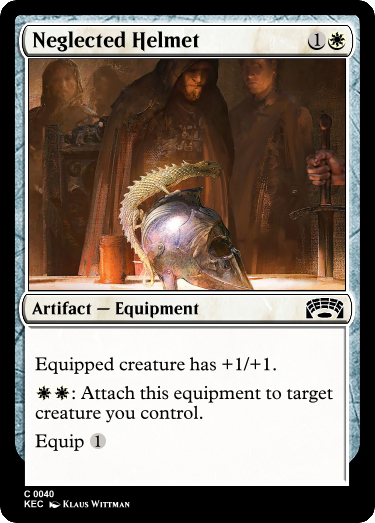 Neglected Helmet 1
Artifact — Equipment
Equipped creature has +1/+1.
: Attach this equipment to target
creature you control.
Equip 1
C 0040
KEC Klaus Wittman